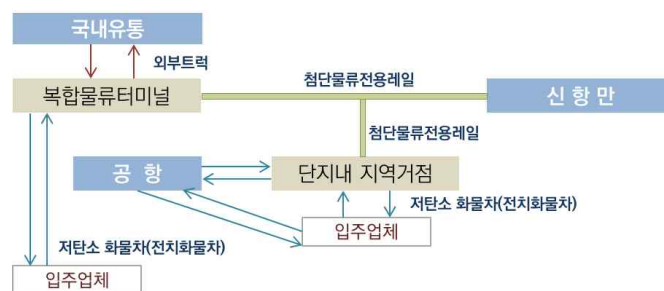 국내유통
외부트럭
복합물류터미널
첨단물류전용레일
신 항 만
첨단물류전용레일
공 항
단지내 지역거점
저탄소 화물차(전치화물차)
입주업체
저탄소 화물차(전치화물차)
입주업체